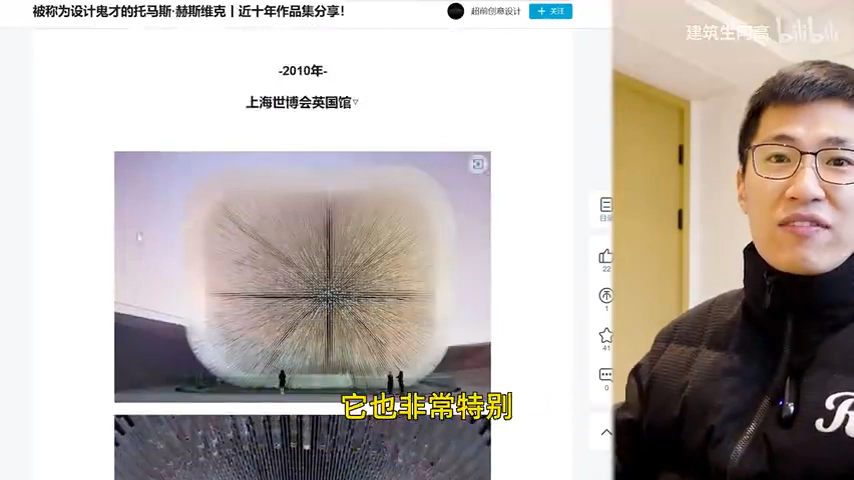 被称为设计鬼才的托马斯·赫斯维克丨近十年作品集分享！
超前创意设计
+ 关注
建筑生阿高
bilibili
-2010年-
上海世博会英国馆
目录
22
1
41
0
它也非常特别
R